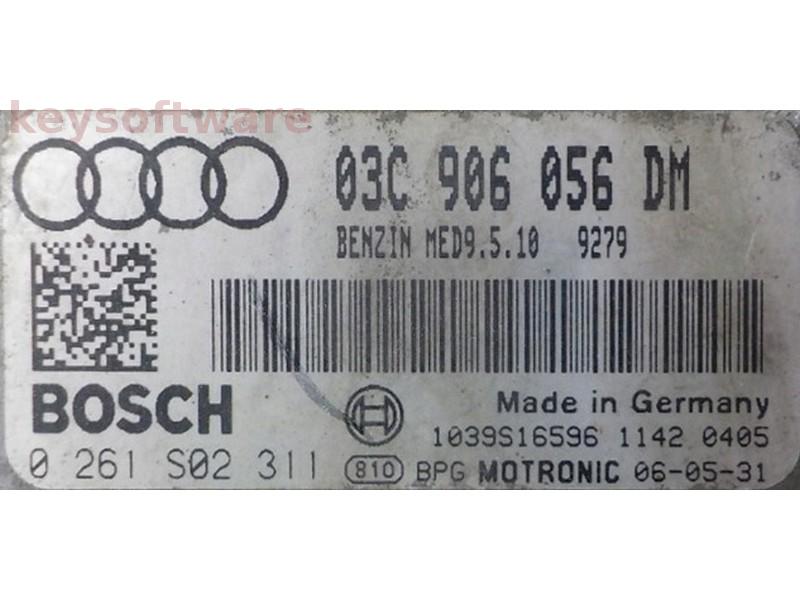 keysoftware
03C 906 056 DM
BENZIN MED9.5.10 9279
BOSCH
Made in Germany
1039S16596 1142 0405
0 261 S02 311 810 BPG MOTRONIC 06-05-31